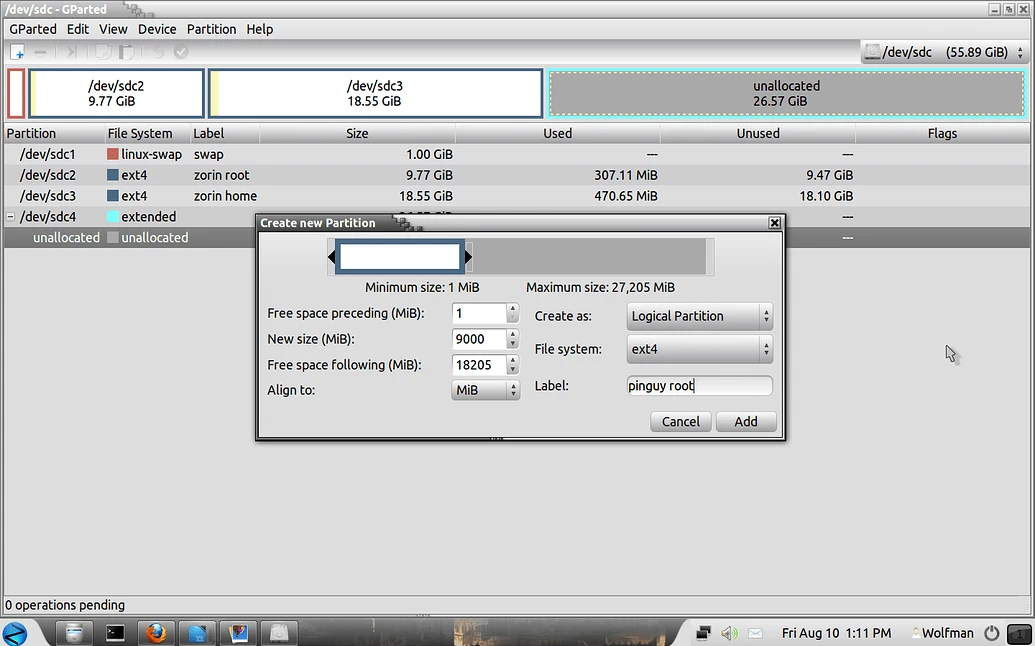 /dev/sdc - GParted
GParted Edit View Device Partition Help
/dev/sdc (55.89 GiB)
/dev/sdc2
9.77 GiB
/dev/sdc3
18.55 GiB
unallocated
26.57 GiB
Partition File System Label Size Used Unused Flags
/dev/sdc1 linux-swap swap 1.00 GiB --- ---
/dev/sdc2 ext4 zorin root 9.77 GiB 307.11 MiB 9.47 GiB
/dev/sdc3 ext4 zorin home 18.55 GiB 470.65 MiB 18.10 GiB
/dev/sdc4 extended ---
unallocated unallocated ---
Create new Partition
Minimum size: 1 MiB Maximum size: 27,205 MiB
Free space preceding (MiB): 1 Create as: Logical Partition
New size (MiB): 9000 File system: ext4
Free space following (MiB): 18205
Align to: MiB Label: pinguy root
Cancel Add
0 operations pending
Fri Aug 10 1:11 PM Wolfman